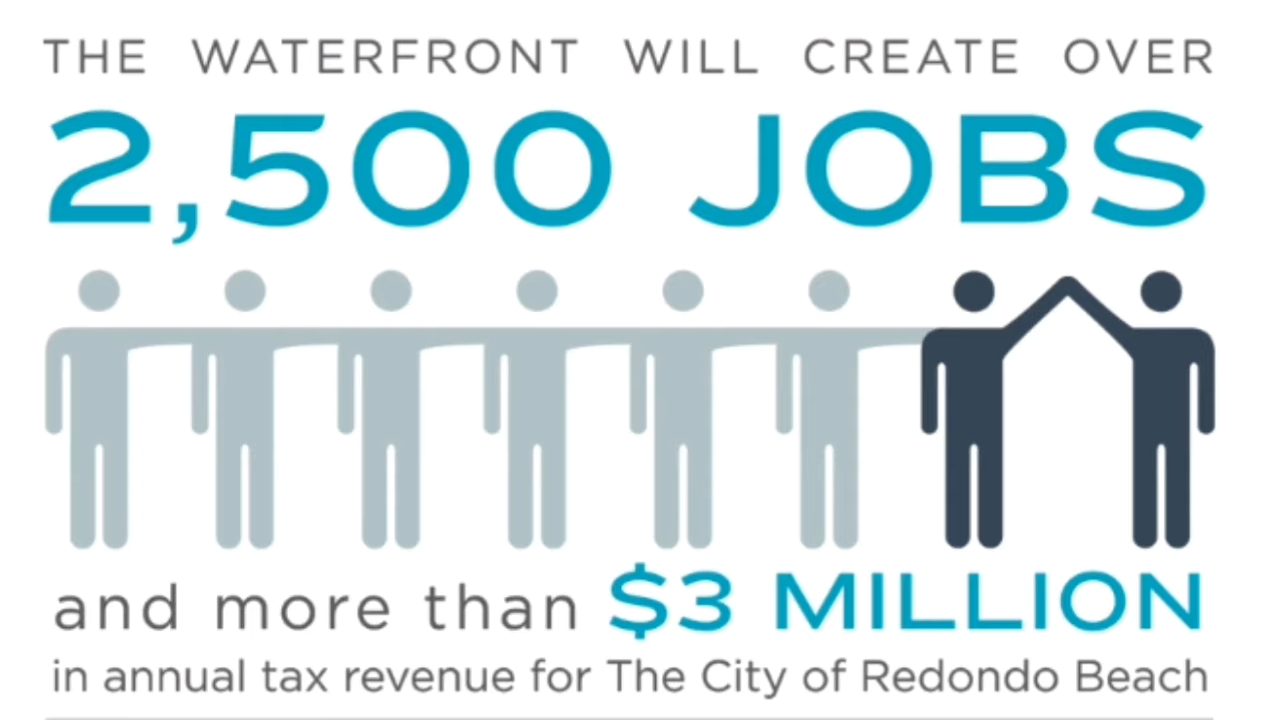 THE WATERFRONT WILL CREATE OVER
2,500 JOBS
and more than $3 MILLION
in annual tax revenue for The City of Redondo Beach